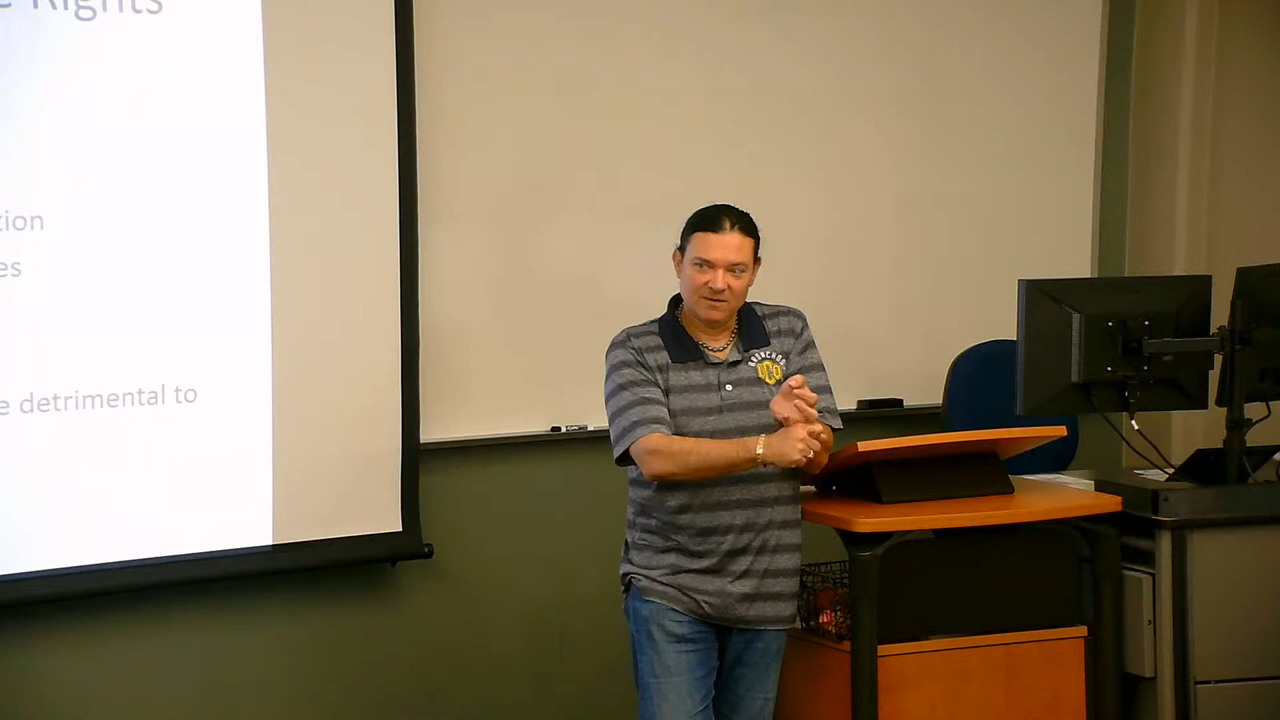 e Rights
tion
es
e detrimental to
BRONCHOS
UCO